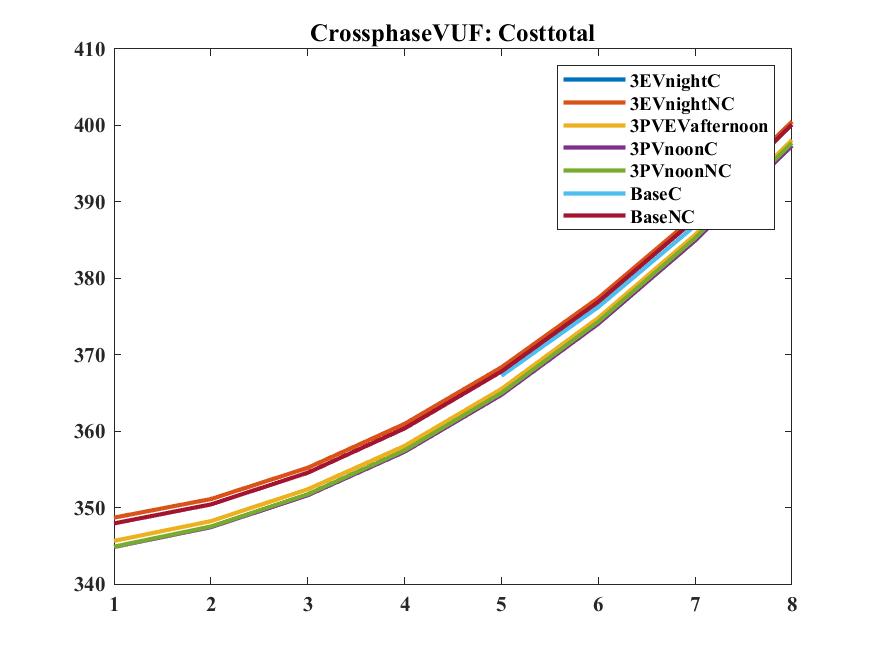 CrossphaseVUF: Costtotal
410
400
390
380
370
360
350
340
3EVnightC
3EVnightNC
3PVEVafternoon
3PVnoonC
3PVnoonNC
BaseC
BaseNC
1 2 3 4 5 6 7 8